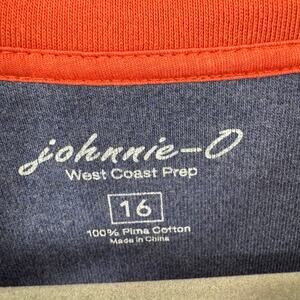 johnnie-O
West Coast Prep
16
100% Pima Cotton
Made in China